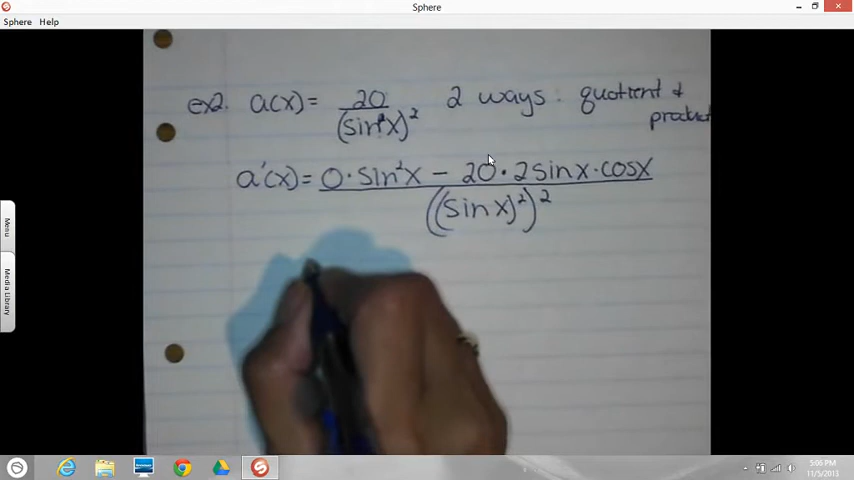 Sphere
Sphere Help
ex2. a(x) = 20 / (sin²x)² 2 ways : quotient +
product
a'(x) = 0·sin²x − 20·2sinx·cosx
((sinx)²)²
Menu
Media Library
5:06 PM
11/5/2013